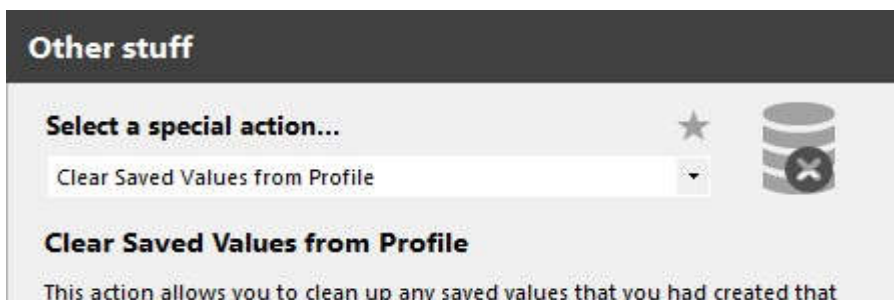 Other stuff
Select a special action...
Clear Saved Values from Profile
Clear Saved Values from Profile
This action allows you to clean up any saved values that you had created that